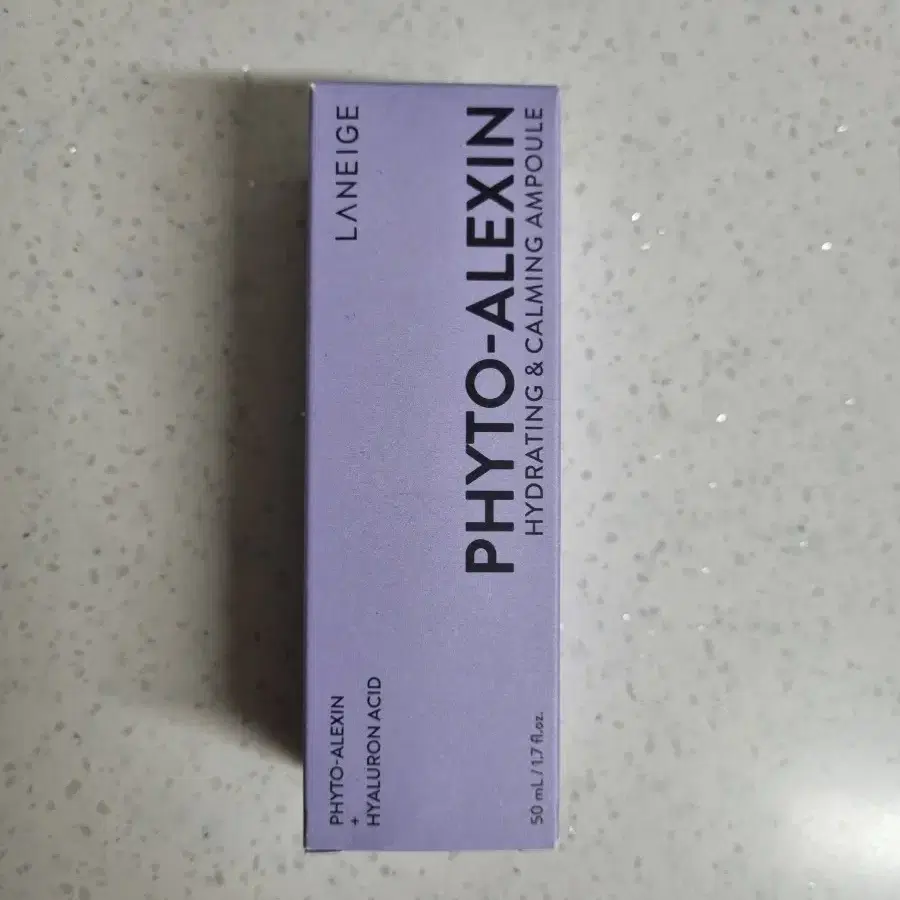 LANEIGE
PHYTO-ALEXIN
HYDRATING & CALMING AMPOULE
PHYTO-ALEXIN
+
HYALURON ACID
50 mL / 1.7 fl.oz.